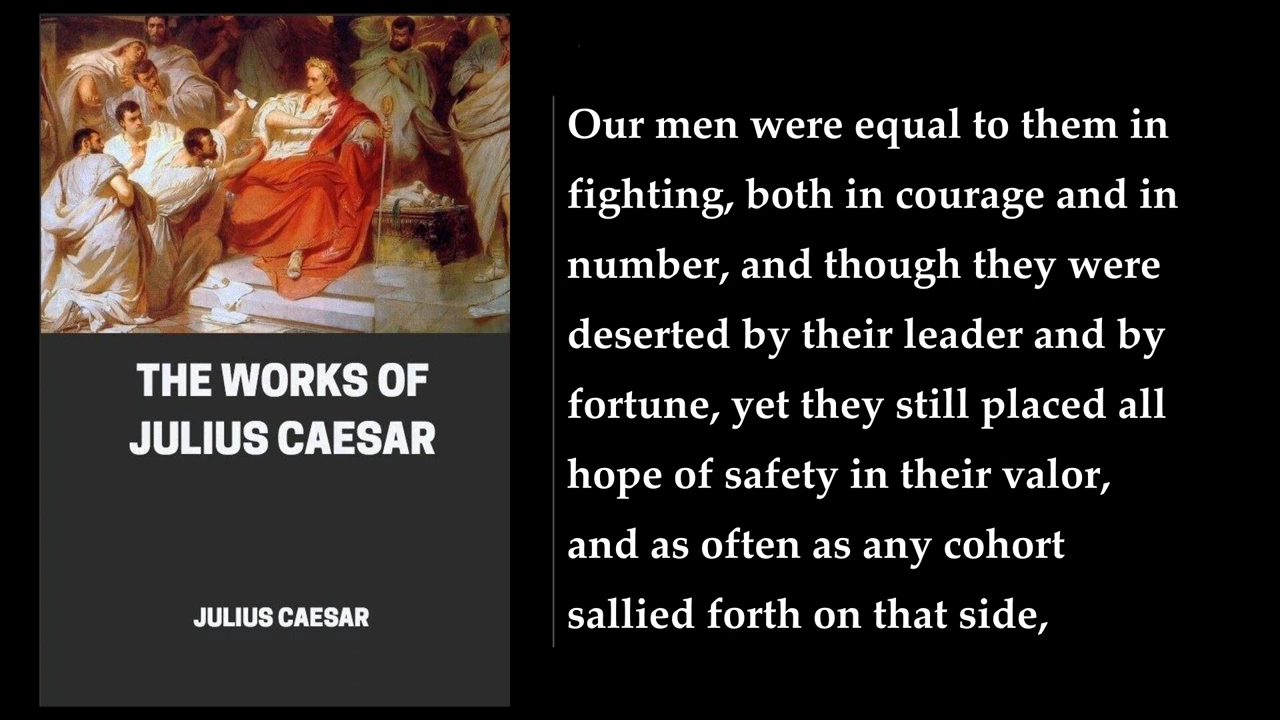 THE WORKS OF
JULIUS CAESAR
JULIUS CAESAR
Our men were equal to them in
fighting, both in courage and in
number, and though they were
deserted by their leader and by
fortune, yet they still placed all
hope of safety in their valor,
and as often as any cohort
sallied forth on that side,